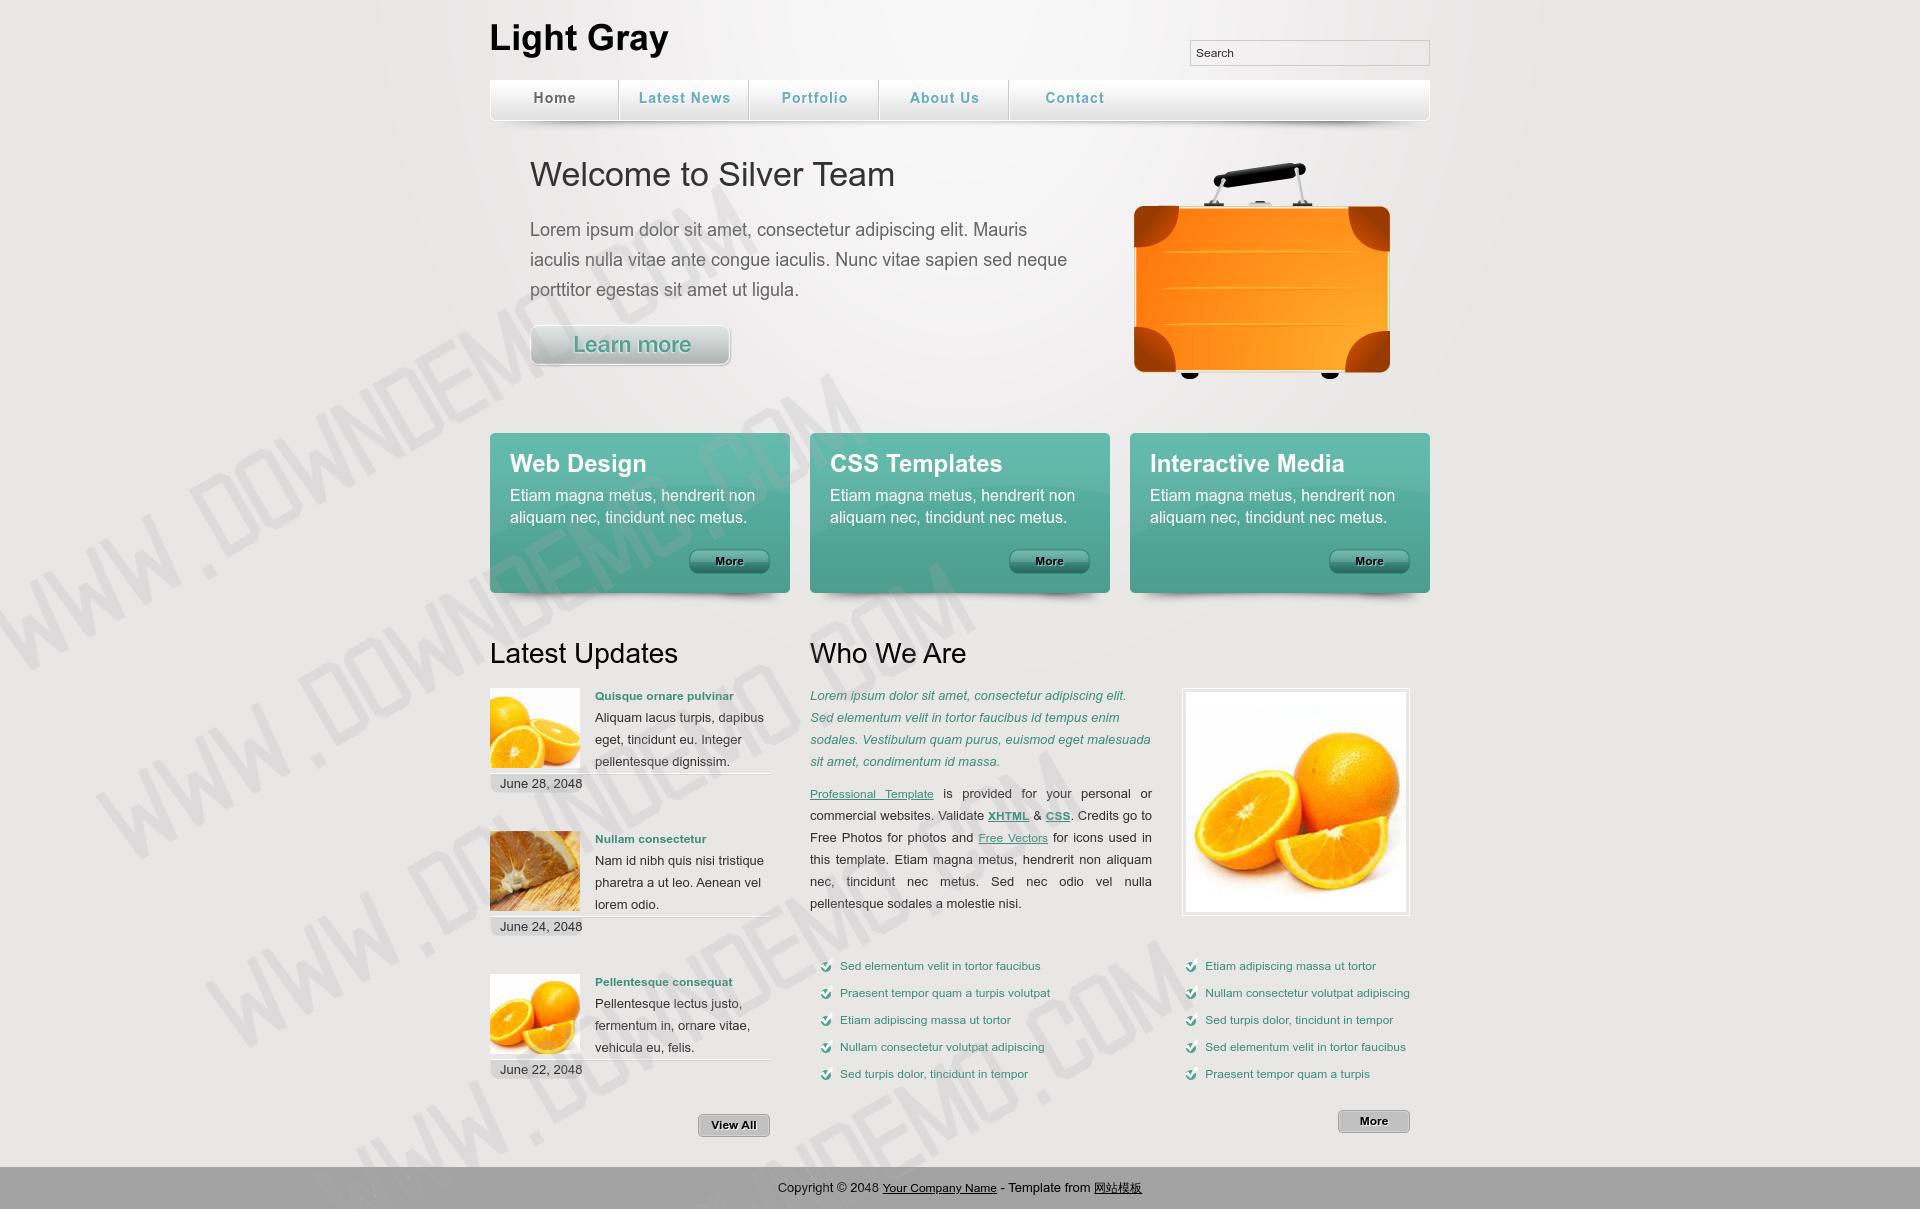 Light Gray
Search
Home
Latest News
Portfolio
About Us
Contact
Welcome to Silver Team
Lorem ipsum dolor sit amet, consectetur adipiscing elit. Mauris
iaculis nulla vitae ante congue iaculis. Nunc vitae sapien sed neque
porttitor egestas sit amet ut ligula.
Learn more
Web Design
Etiam magna metus, hendrerit non
aliquam nec, tincidunt nec metus.
More
CSS Templates
Etiam magna metus, hendrerit non
aliquam nec, tincidunt nec metus.
More
Interactive Media
Etiam magna metus, hendrerit non
aliquam nec, tincidunt nec metus.
More
Latest Updates
Quisque ornare pulvinar
Aliquam lacus turpis, dapibus
eget, tincidunt eu. Integer
pellentesque dignissim.
June 28, 2048
Nullam consectetur
Nam id nibh quis nisi tristique
pharetra a ut leo. Aenean vel
lorem odio.
June 24, 2048
Pellentesque consequat
Pellentesque lectus justo,
fermentum in, ornare vitae,
vehicula eu, felis.
June 22, 2048
View All
Who We Are
Lorem ipsum dolor sit amet, consectetur adipiscing elit.
Sed elementum velit in tortor faucibus id tempus enim
sodales. Vestibulum quam purus, euismod eget malesuada
sit amet, condimentum id massa.
Professional Template is provided for your personal or
commercial websites. Validate XHTML & CSS. Credits go to
Free Photos for photos and Free Vectors for icons used in
this template. Etiam magna metus, hendrerit non aliquam
nec, tincidunt nec metus. Sed nec odio vel nulla
pellentesque sodales a molestie nisi.
Sed elementum velit in tortor faucibus
Praesent tempor quam a turpis volutpat
Etiam adipiscing massa ut tortor
Nullam consectetur volutpat adipiscing
Sed turpis dolor, tincidunt in tempor
Etiam adipiscing massa ut tortor
Nullam consectetur volutpat adipiscing
Sed turpis dolor, tincidunt in tempor
Sed elementum velit in tortor faucibus
Praesent tempor quam a turpis
More
Copyright © 2048 Your Company Name - Template from 网站模板
WWW.DOWNDEMO.COM
WWW.DOWNDEMO.COM
WWW.DOWNDEMO.COM
WWW.DOWNDEMO.COM
NDEMO.COM